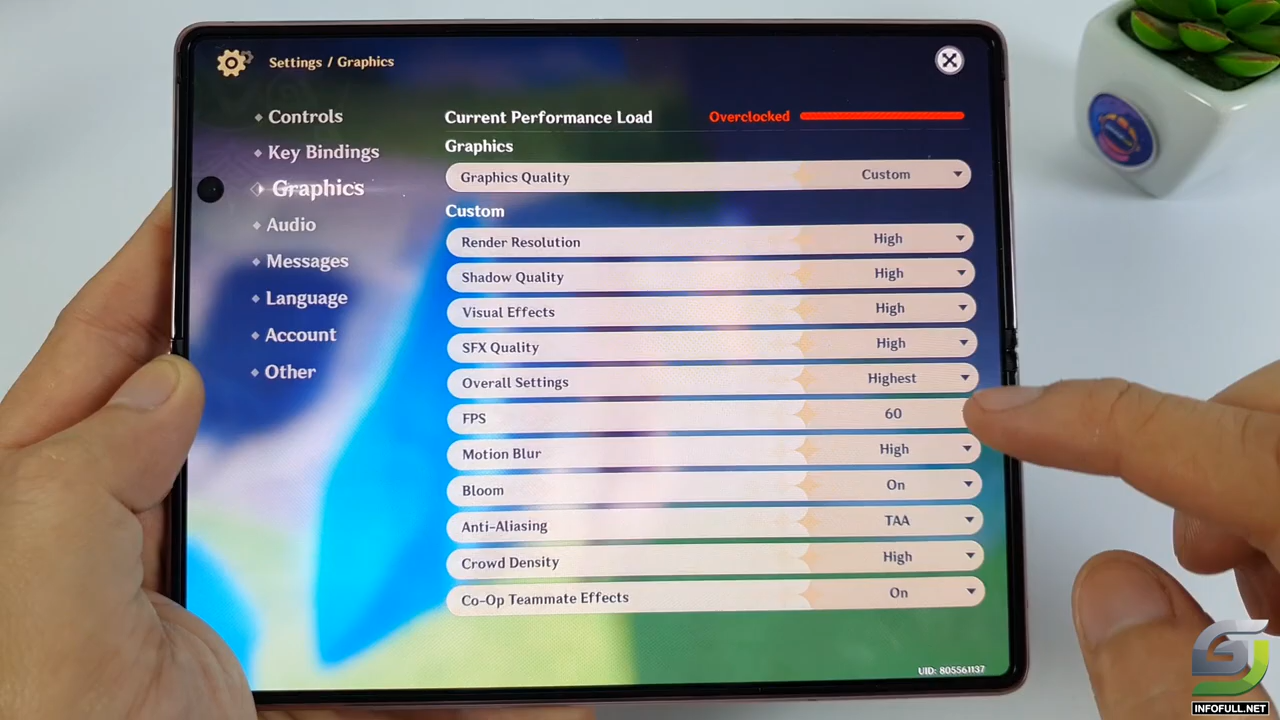 Settings / Graphics
Controls
Key Bindings
Graphics
Audio
Messages
Language
Account
Other
Current Performance Load Overclocked
Graphics
Graphics Quality Custom
Custom
Render Resolution High
Shadow Quality High
Visual Effects High
SFX Quality High
Overall Settings Highest
FPS 60
Motion Blur High
Bloom On
Anti-Aliasing TAA
Crowd Density High
Co-Op Teammate Effects On
UID: 805561137
INFOFULL.NET